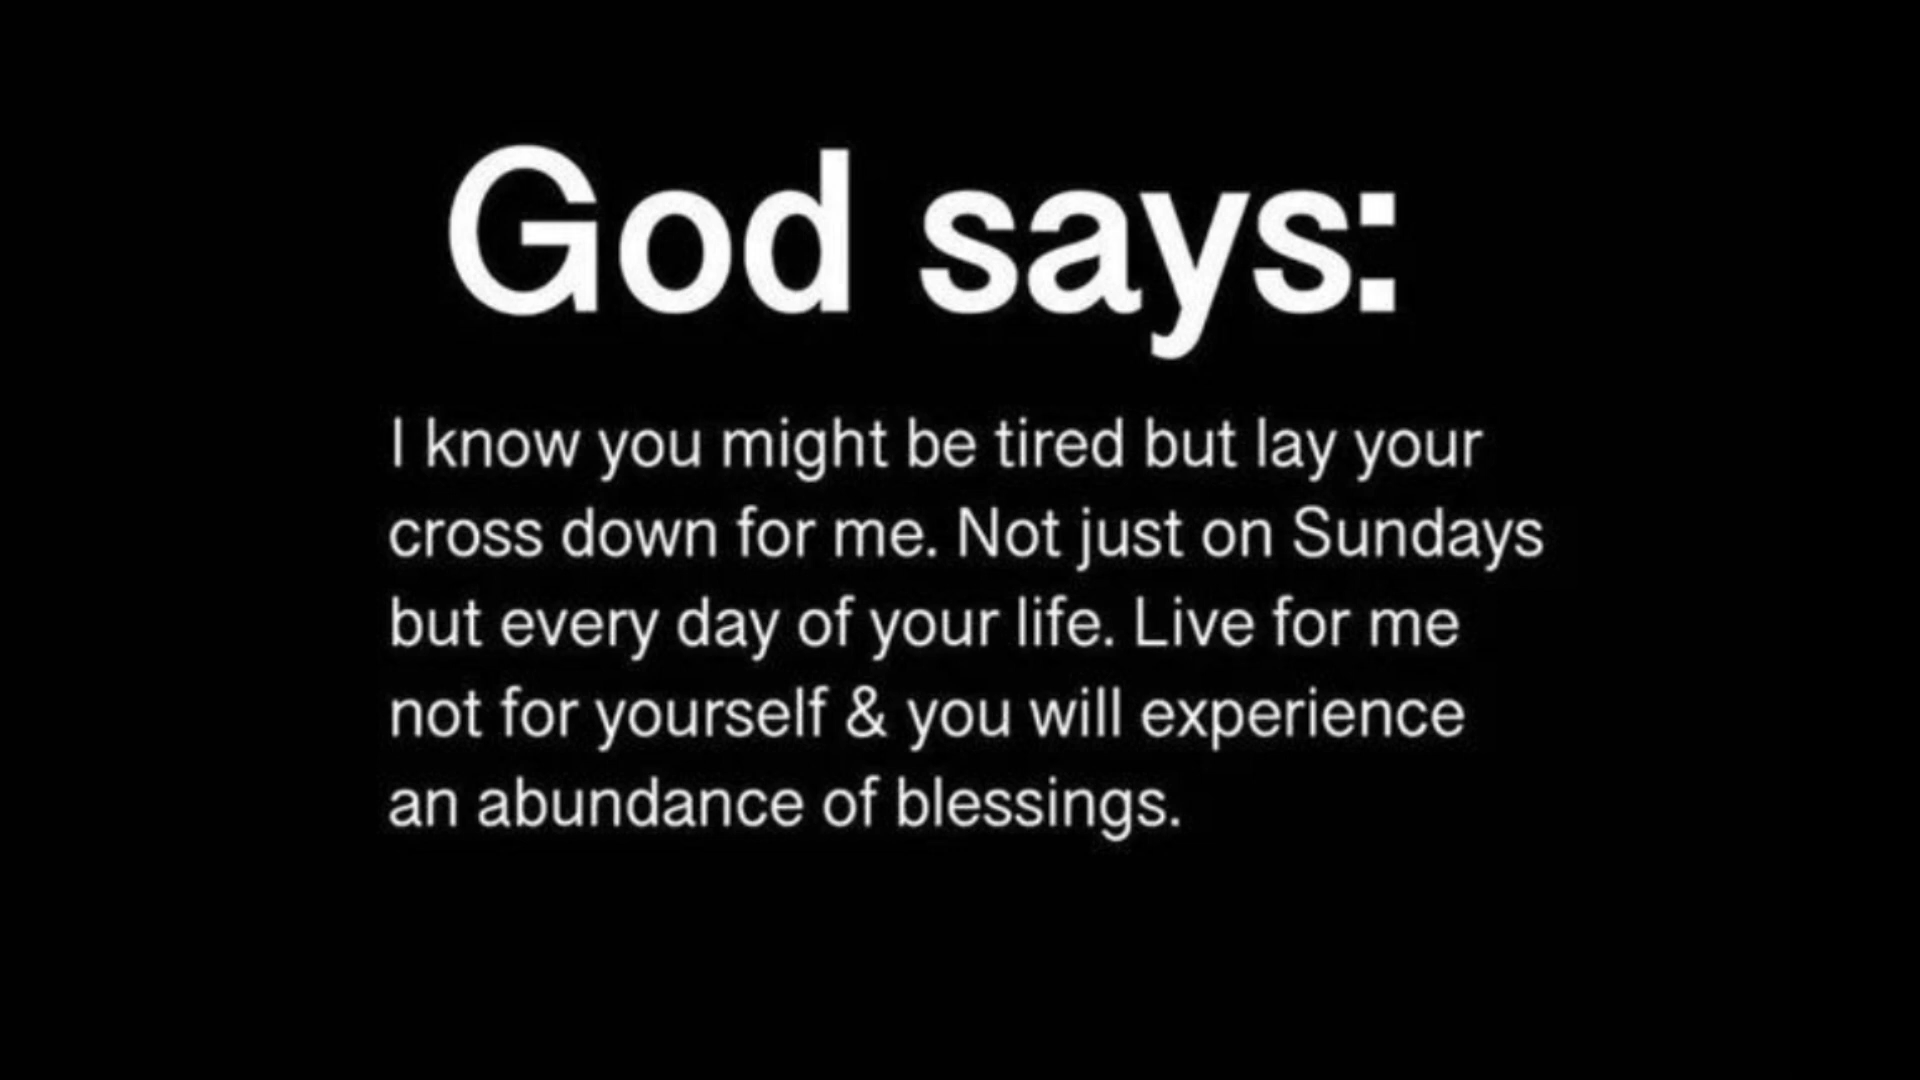 God says:
I know you might be tired but lay your
cross down for me. Not just on Sundays
but every day of your life. Live for me
not for yourself & you will experience
an abundance of blessings.